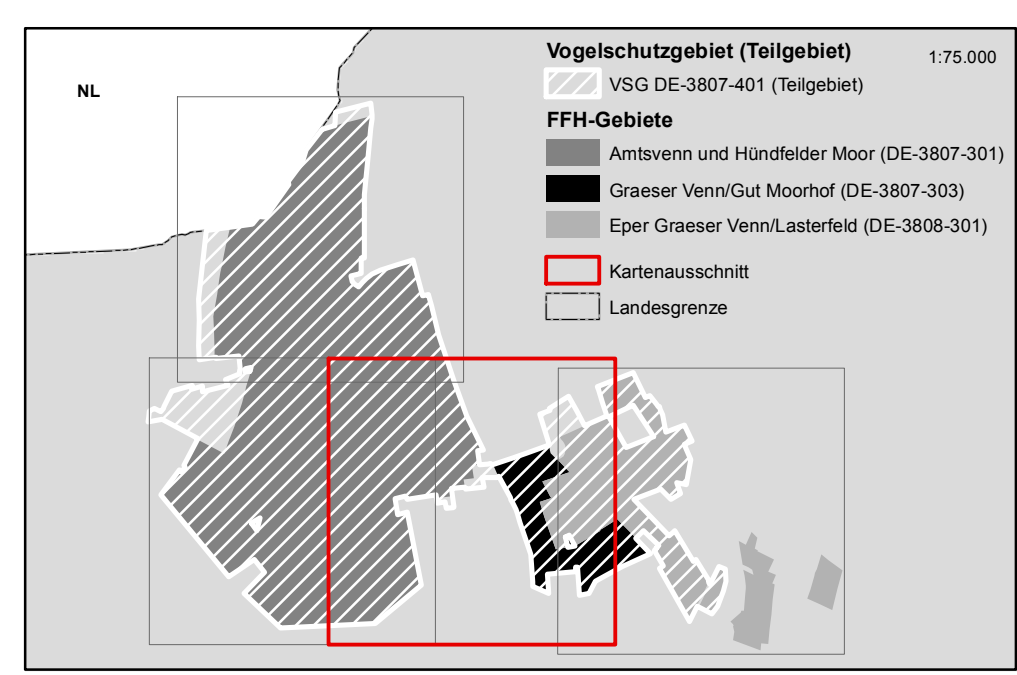 Vogelschutzgebiet (Teilgebiet)
1:75.000
NL
VSG DE-3807-401 (Teilgebiet)
FFH-Gebiete
Amtsvenn und Hündfelder Moor (DE-3807-301)
Graeser Venn/Gut Moorhof (DE-3807-303)
Eper Graeser Venn/Lasterfeld (DE-3808-301)
Kartenausschnitt
Landesgrenze